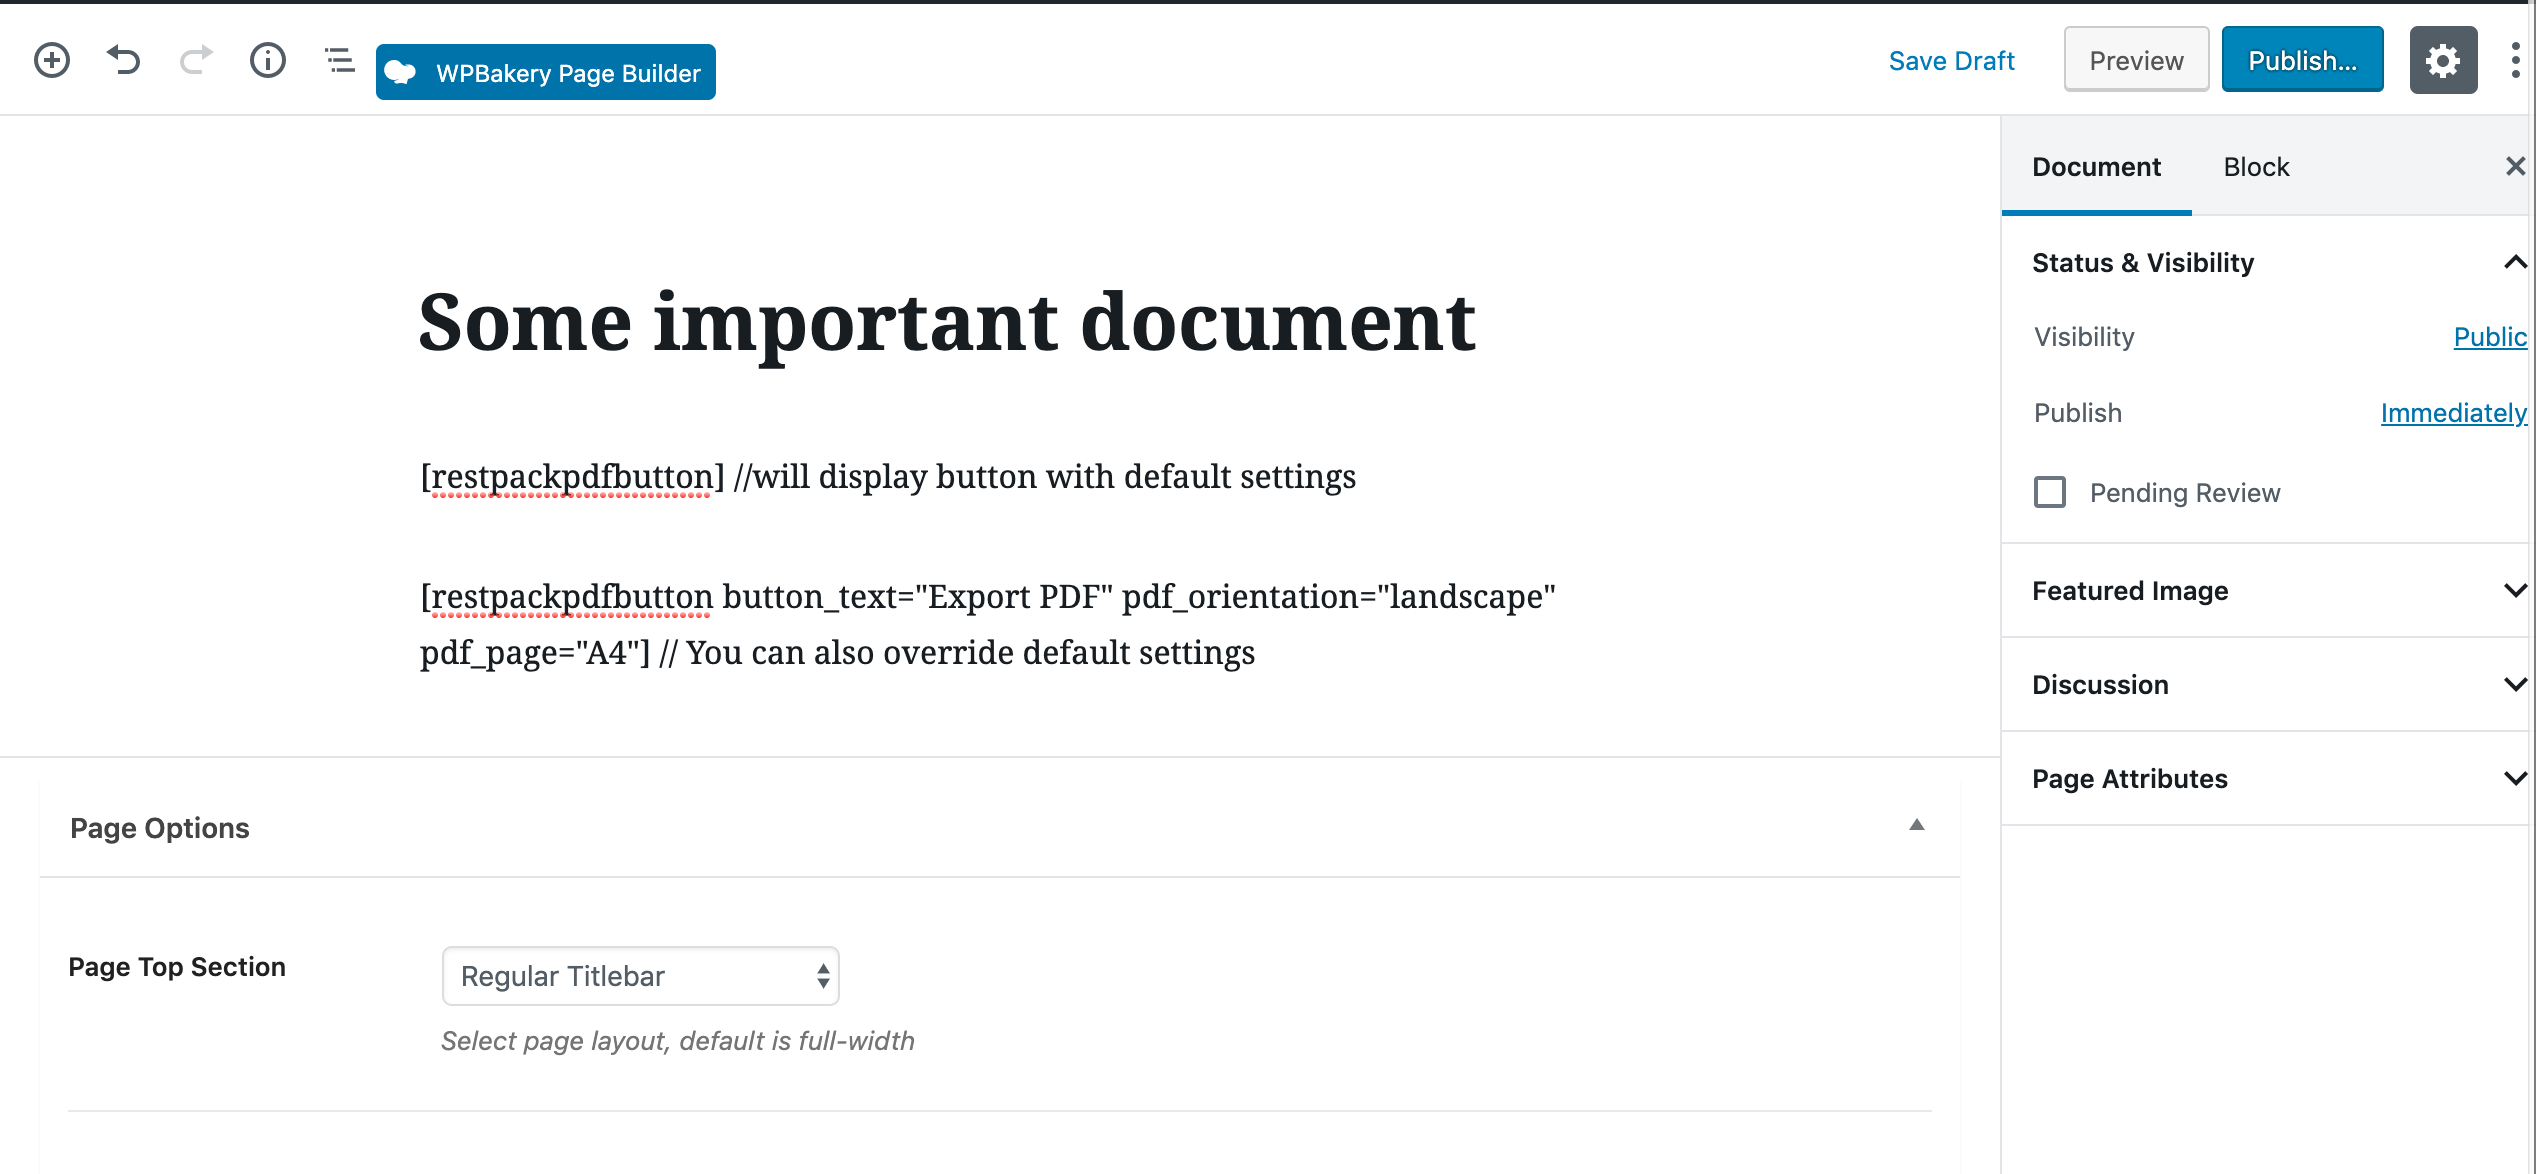 WPBakery Page Builder
Save Draft
Preview
Publish...
Document
Block
Status & Visibility
Visibility
Public
Publish
Immediately
Pending Review
Featured Image
Discussion
Page Attributes
Some important document
[restpackpdfbutton] //will display button with default settings
[restpackpdfbutton button_text="Export PDF" pdf_orientation="landscape"
pdf_page="A4"] // You can also override default settings
Page Options
Page Top Section
Regular Titlebar
Select page layout, default is full-width